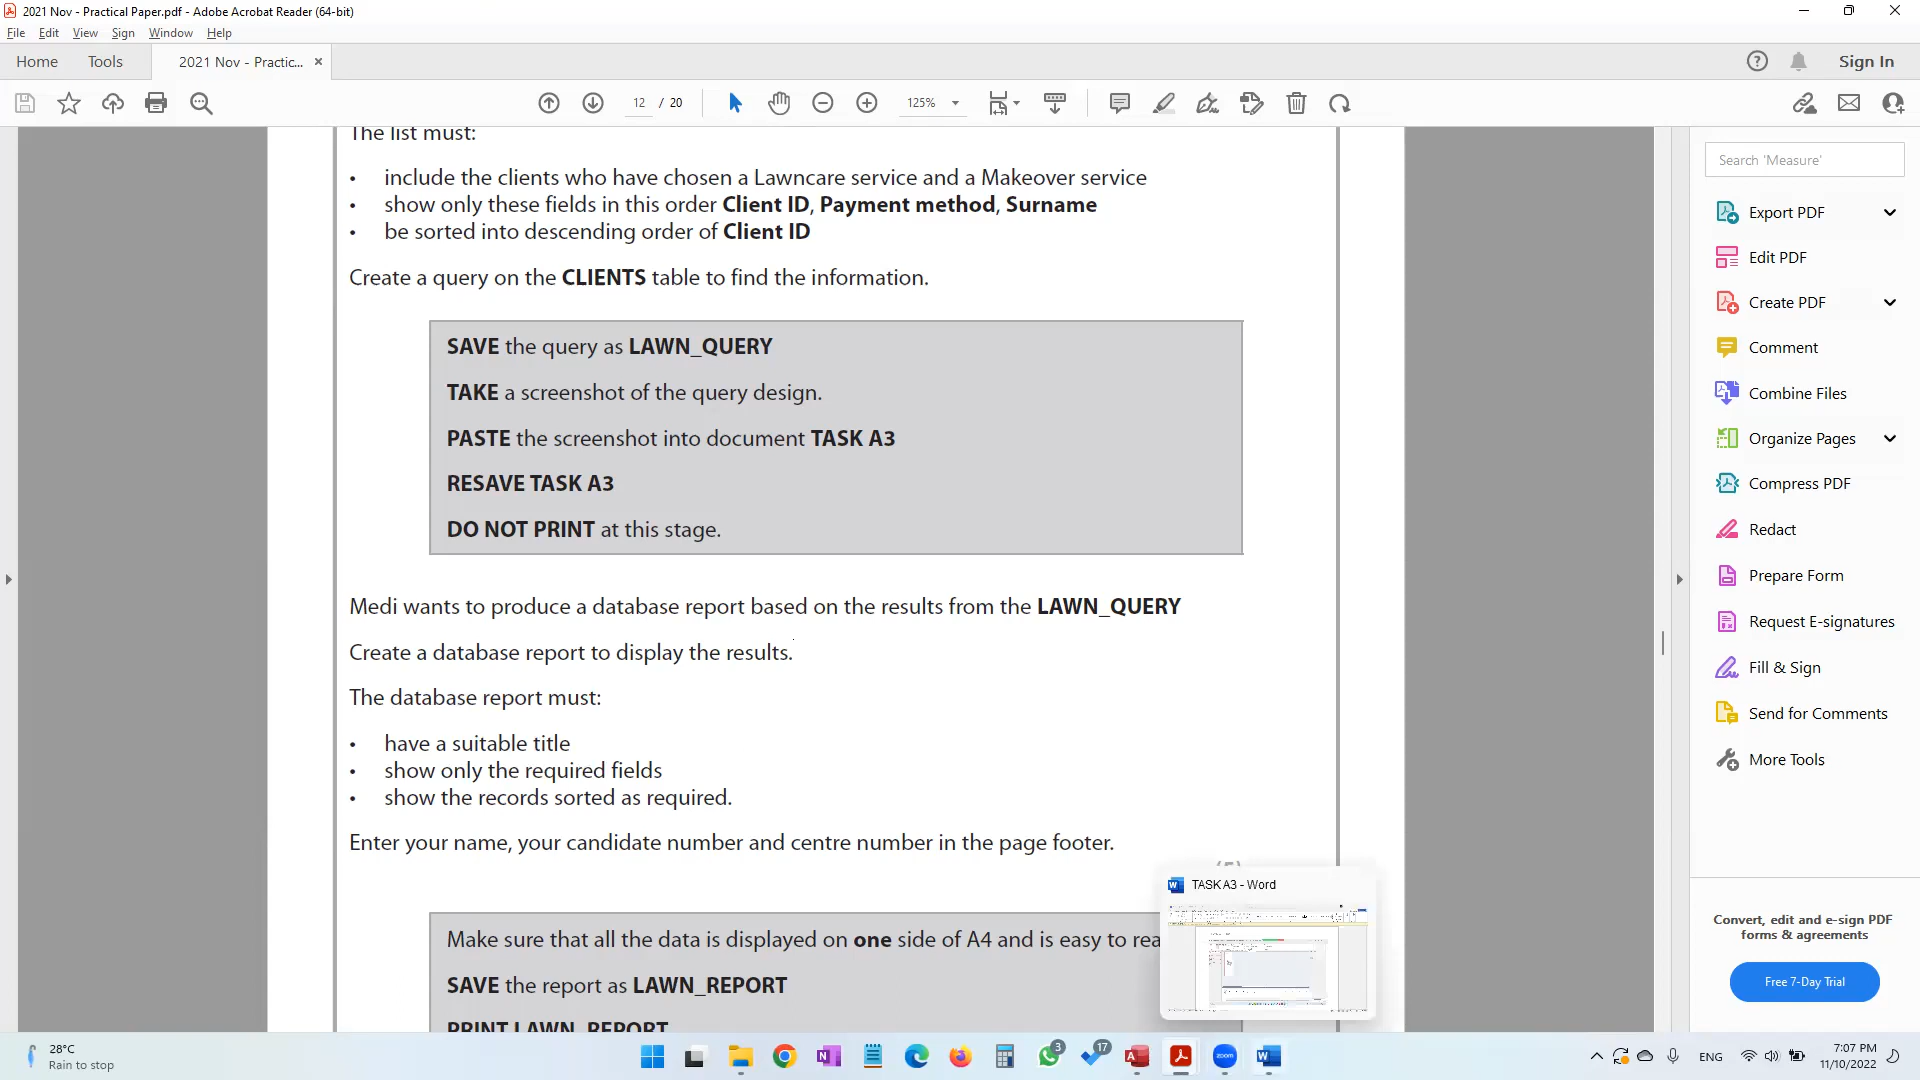 2021 Nov - Practical Paper.pdf - Adobe Acrobat Reader (64-bit)
File Edit View Sign Window Help
Home Tools 2021 Nov - Practic... × Sign In
12 / 20 125%
The list must:
• include the clients who have chosen a Lawncare service and a Makeover service
• show only these fields in this order Client ID, Payment method, Surname
• be sorted into descending order of Client ID
Create a query on the CLIENTS table to find the information.
SAVE the query as LAWN_QUERY
TAKE a screenshot of the query design.
PASTE the screenshot into document TASK A3
RESAVE TASK A3
DO NOT PRINT at this stage.
Medi wants to produce a database report based on the results from the LAWN_QUERY
Create a database report to display the results.
The database report must:
• have a suitable title
• show only the required fields
• show the records sorted as required.
Enter your name, your candidate number and centre number in the page footer.
Make sure that all the data is displayed on one side of A4 and is easy to
SAVE the report as LAWN_REPORT
PRINT LAWN_REPORT
TASK A3 - Word
Search 'Measure'
Export PDF
Edit PDF
Create PDF
Comment
Combine Files
Organize Pages
Compress PDF
Redact
Prepare Form
Request E-signatures
Fill & Sign
Send for Comments
More Tools
Convert, edit and e-sign PDF
forms & agreements
Free 7-Day Trial
28°C
Rain to stop
zoom
3
17
ENG
7:07 PM
11/10/2022